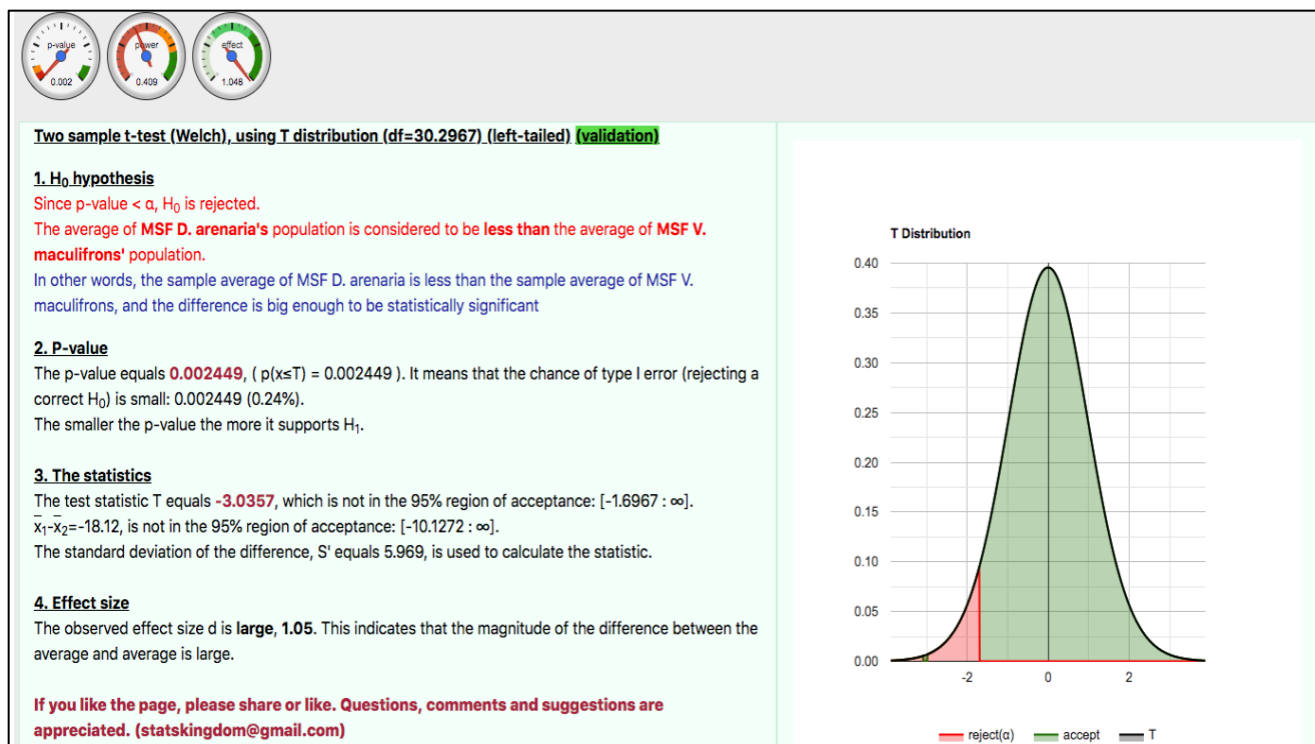 p-value
0.002
power
0.409
effect
1.048
Two sample t-test (Welch), using T distribution (df=30.2967) (left-tailed) (validation)
1. H₀ hypothesis
Since p-value < α, H₀ is rejected.
The average of MSF D. arenaria's population is considered to be less than the average of MSF V.
maculifrons' population.
In other words, the sample average of MSF D. arenaria is less than the sample average of MSF V.
maculifrons, and the difference is big enough to be statistically significant
2. P-value
The p-value equals 0.002449, ( p(x≤T) = 0.002449 ). It means that the chance of type I error (rejecting a
correct H₀) is small: 0.002449 (0.24%).
The smaller the p-value the more it supports H₁.
3. The statistics
The test statistic T equals -3.0357, which is not in the 95% region of acceptance: [-1.6967 : ∞].
x̅₁-x̅₂=-18.12, is not in the 95% region of acceptance: [-10.1272 : ∞].
The standard deviation of the difference, S' equals 5.969, is used to calculate the statistic.
4. Effect size
The observed effect size d is large, 1.05. This indicates that the magnitude of the difference between the
average and average is large.
If you like the page, please share or like. Questions, comments and suggestions are
appreciated. (statskingdom@gmail.com)
T Distribution
0.40
0.35
0.30
0.25
0.20
0.15
0.10
0.05
0.00
-2 0 2
reject(α) accept T